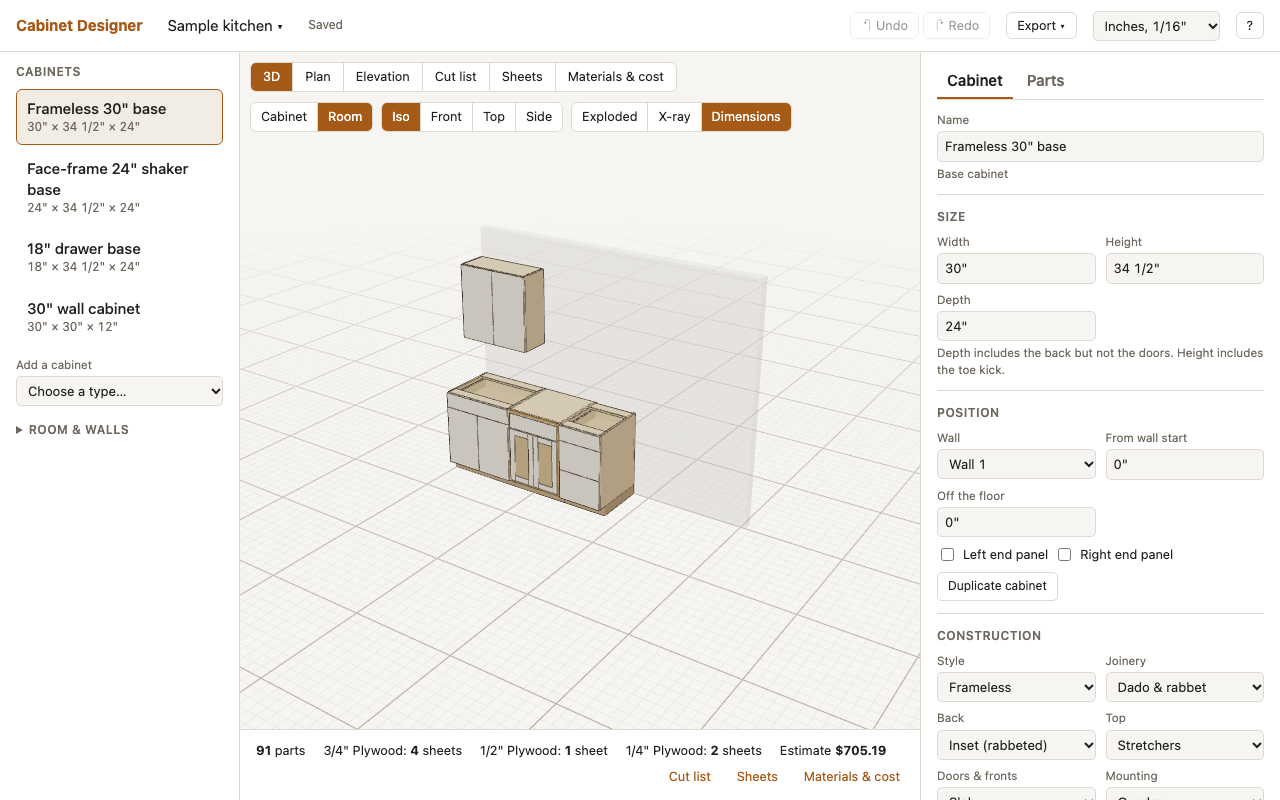 Cabinet Designer
Sample kitchen ▾
Saved
Undo
Redo
Export ▾
Inches, 1/16"
?
CABINETS
Frameless 30" base
30" × 34 1/2" × 24"
Face-frame 24" shaker
base
24" × 34 1/2" × 24"
18" drawer base
18" × 34 1/2" × 24"
30" wall cabinet
30" × 30" × 12"
Add a cabinet
Choose a type...
ROOM & WALLS
3D
Plan
Elevation
Cut list
Sheets
Materials & cost
Cabinet
Room
Iso
Front
Top
Side
Exploded
X-ray
Dimensions
91 parts
3/4" Plywood: 4 sheets
1/2" Plywood: 1 sheet
1/4" Plywood: 2 sheets
Estimate $705.19
Cut list
Sheets
Materials & cost
Cabinet
Parts
Name
Frameless 30" base
Base cabinet
SIZE
Width
Height
30"
34 1/2"
Depth
24"
Depth includes the back but not the doors. Height includes
the toe kick.
POSITION
Wall
From wall start
Wall 1
0"
Off the floor
0"
Left end panel
Right end panel
Duplicate cabinet
CONSTRUCTION
Style
Joinery
Frameless
Dado & rabbet
Back
Top
Inset (rabbeted)
Stretchers
Doors & fronts
Mounting